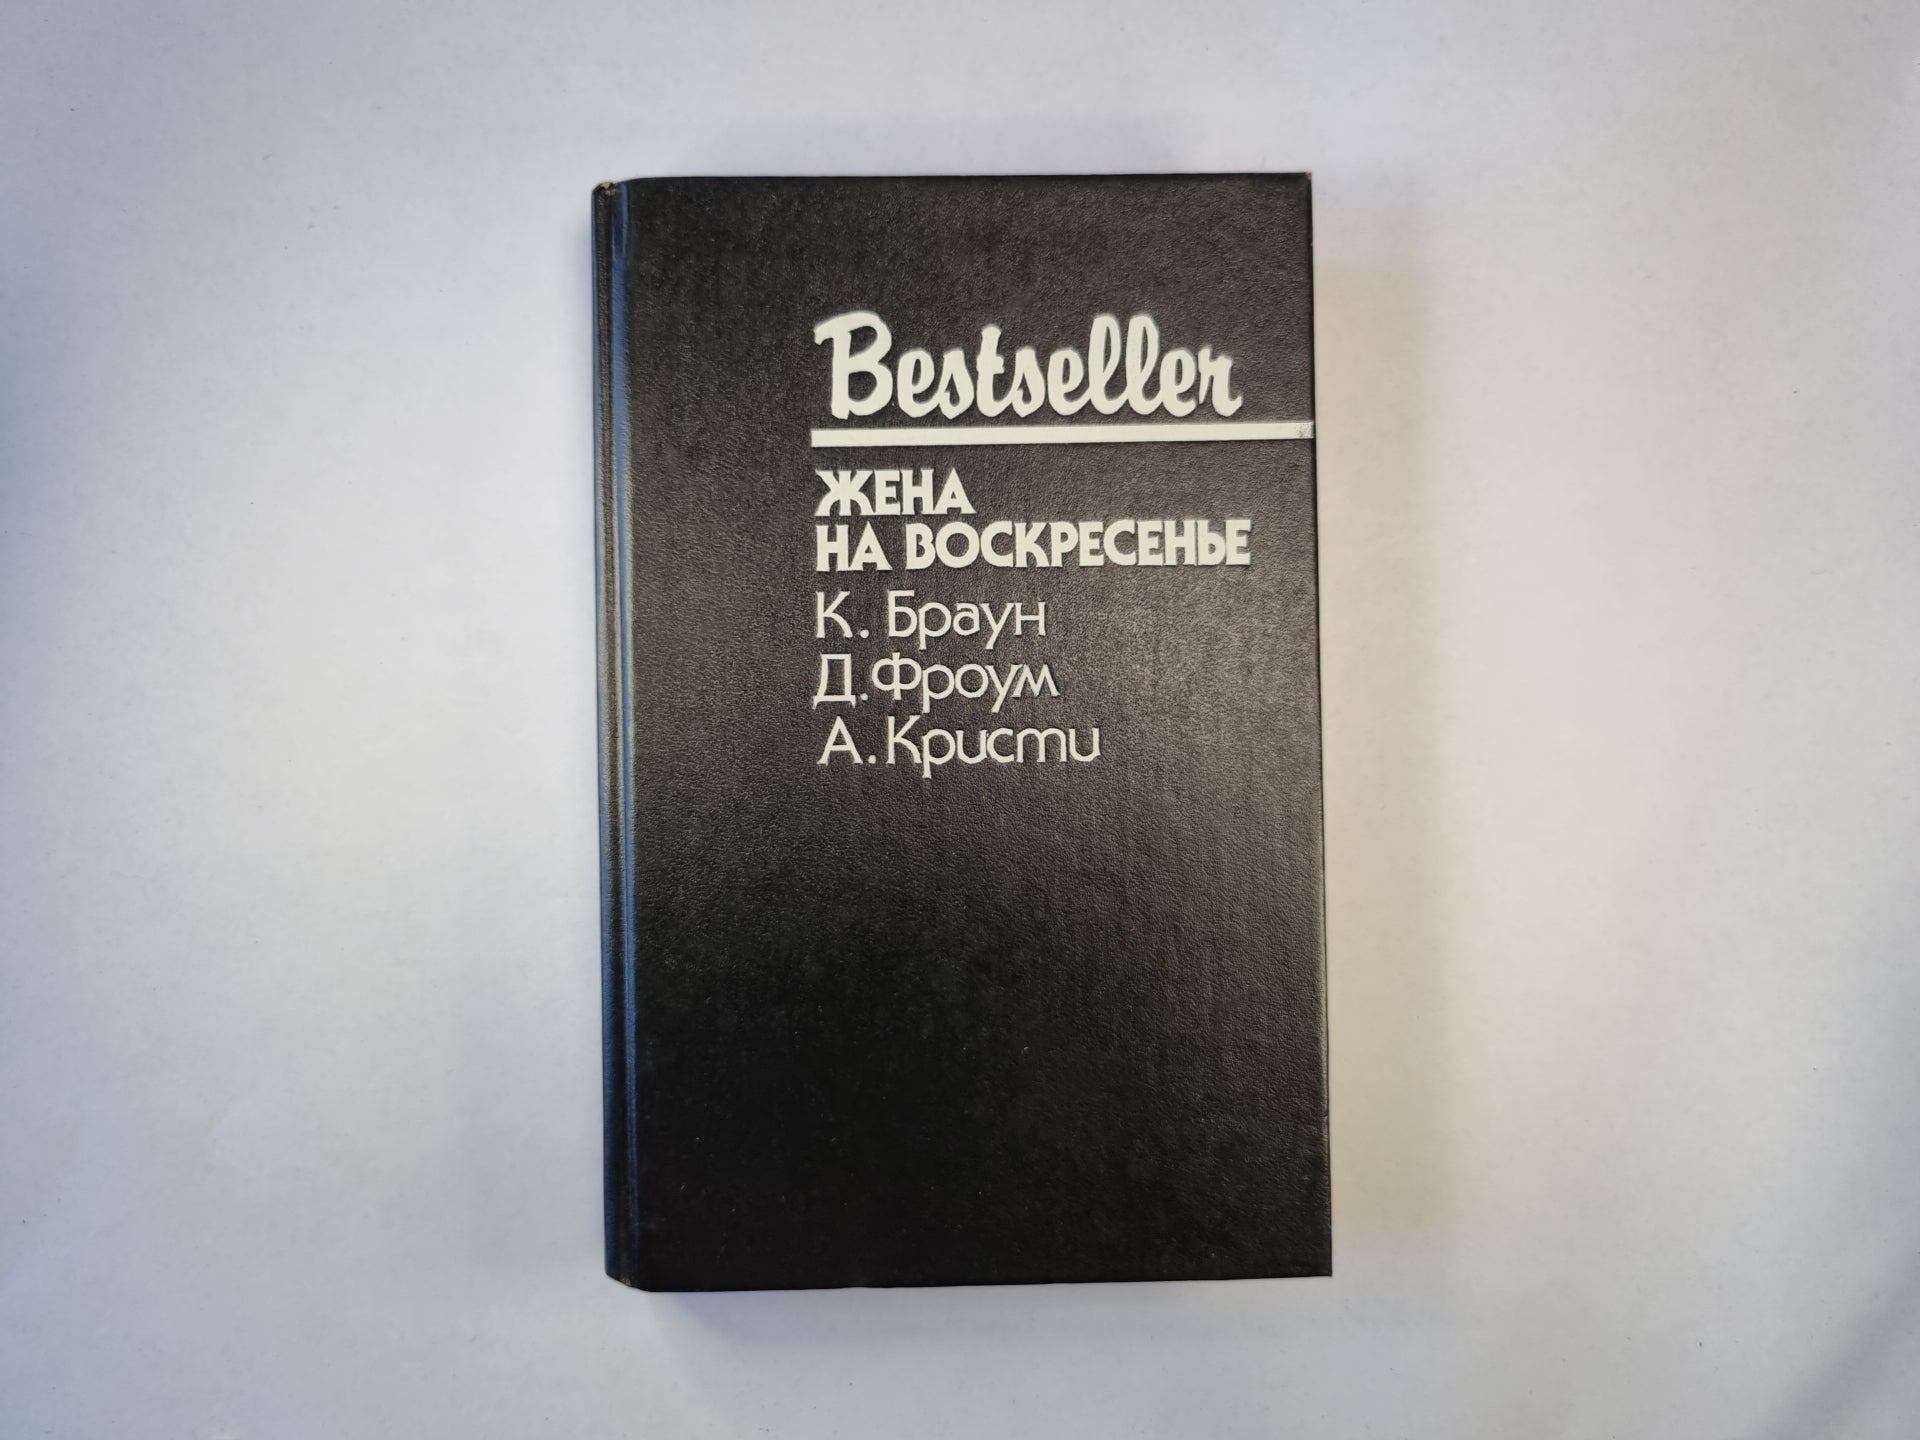 Bestseller
ЖЕНА
НА ВОСКРЕСЕНЬЕ
К. Браун
Д. Фроум
А. Кристи